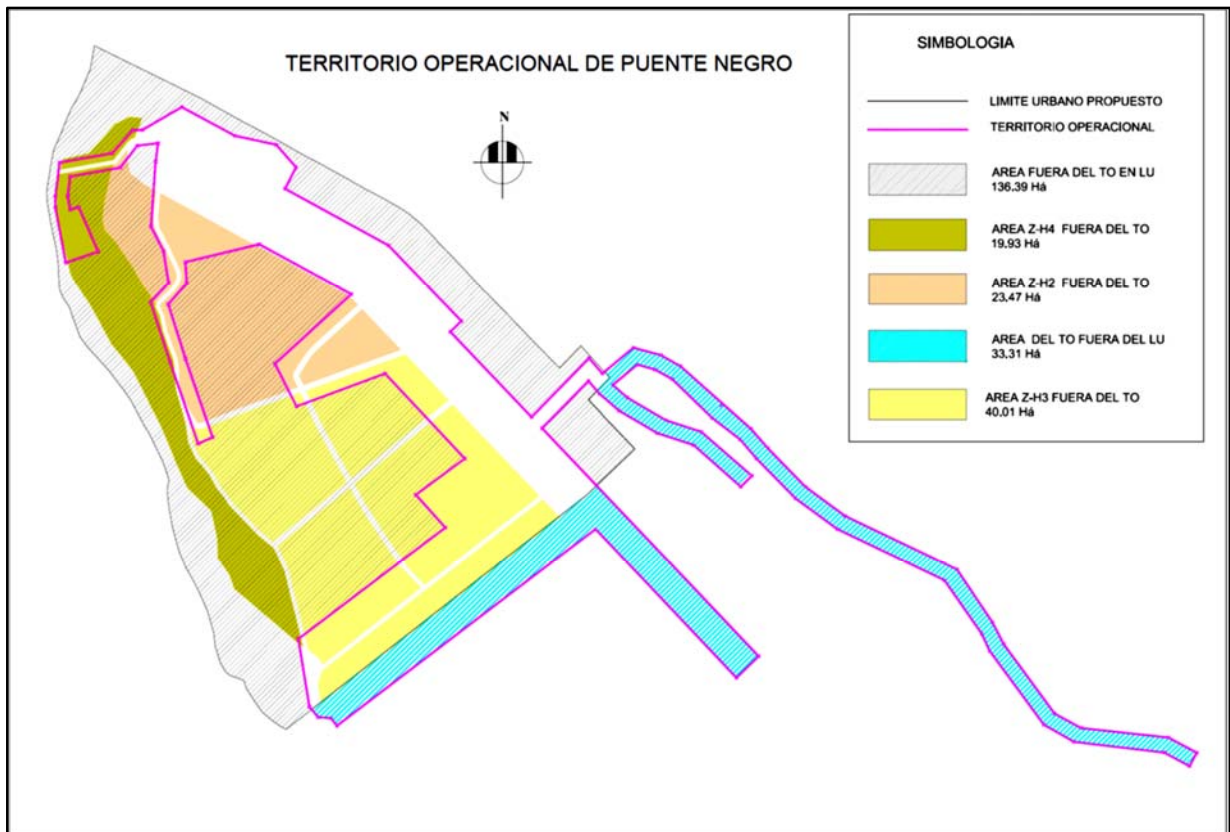 TERRITORIO OPERACIONAL DE PUENTE NEGRO
N
SIMBOLOGIA
LIMITE URBANO PROPUESTO
TERRITORIO OPERACIONAL
AREA FUERA DEL TO EN LU
136.39 Há
AREA Z-H4 FUERA DEL TO
19.93 Há
AREA Z-H2 FUERA DEL TO
23.47 Há
AREA DEL TO FUERA DEL LU
33.31 Há
AREA Z-H3 FUERA DEL TO
40.01 Há